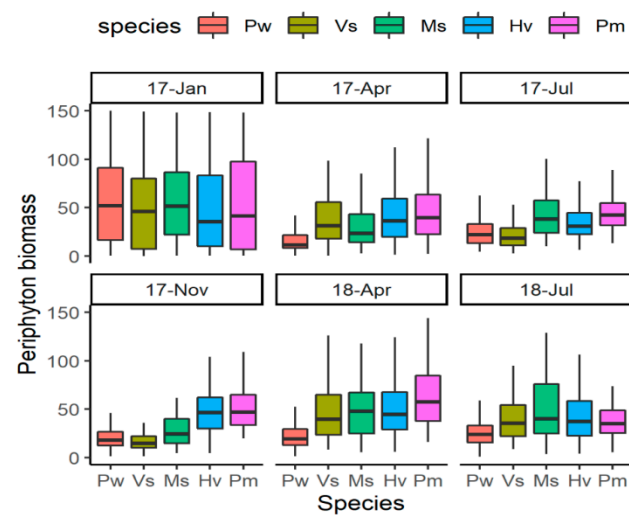 species Pw Vs Ms Hv Pm
17-Jan 17-Apr 17-Jul
150
100
50
0
17-Nov 18-Apr 18-Jul
150
100
50
0
Periphyton biomass
Pw Vs Ms Hv Pm Pw Vs Ms Hv Pm Pw Vs Ms Hv Pm
Species